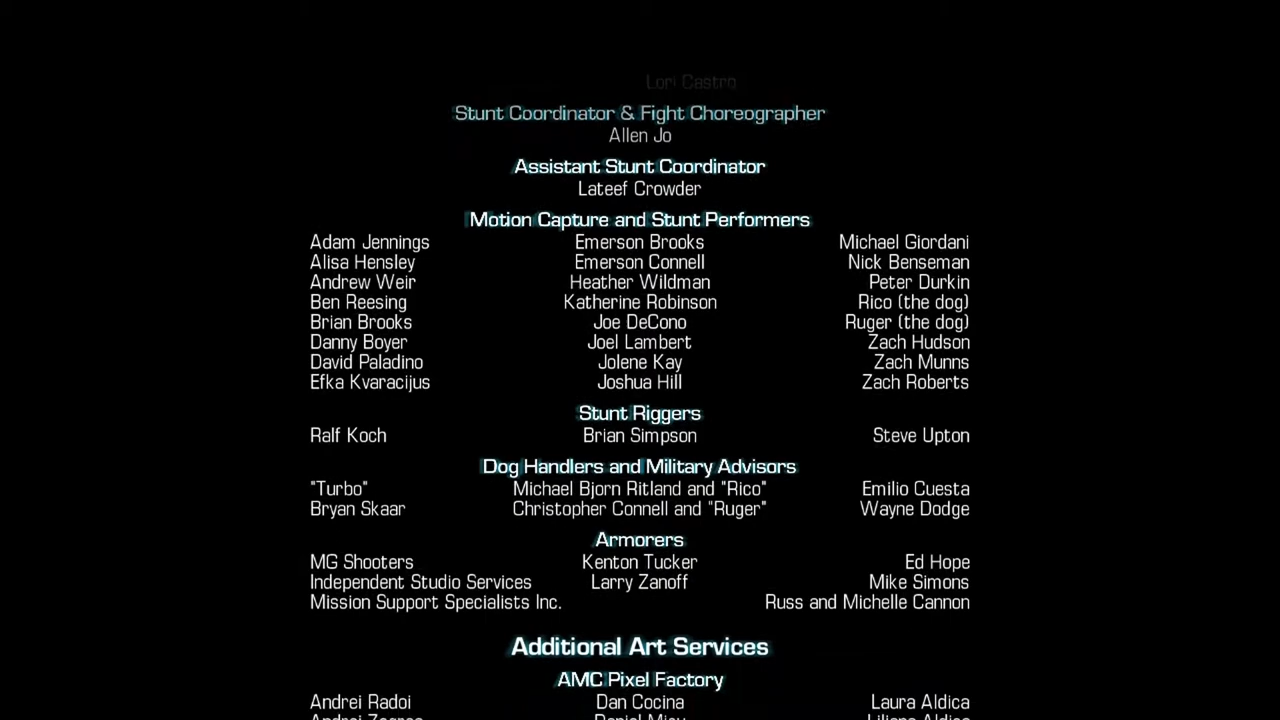 Lori Castro
Stunt Coordinator & Fight Choreographer
Allen Jo
Assistant Stunt Coordinator
Lateef Crowder
Motion Capture and Stunt Performers
Adam Jennings Emerson Brooks Michael Giordani
Alisa Hensley Emerson Connell Nick Benseman
Andrew Weir Heather Wildman Peter Durkin
Ben Reesing Katherine Robinson Rico (the dog)
Brian Brooks Joe DeCono Ruger (the dog)
Danny Boyer Joel Lambert Zach Hudson
David Paladino Jolene Kay Zach Munns
Efka Kvaracijus Joshua Hill Zach Roberts
Stunt Riggers
Ralf Koch Brian Simpson Steve Upton
Dog Handlers and Military Advisors
"Turbo" Michael Bjorn Ritland and "Rico" Emilio Cuesta
Bryan Skaar Christopher Connell and "Ruger" Wayne Dodge
Armorers
MG Shooters Kenton Tucker Ed Hope
Independent Studio Services Larry Zanoff Mike Simons
Mission Support Specialists Inc. Russ and Michelle Cannon
Additional Art Services
AMC Pixel Factory
Andrei Radoi Dan Cocina Laura Aldica